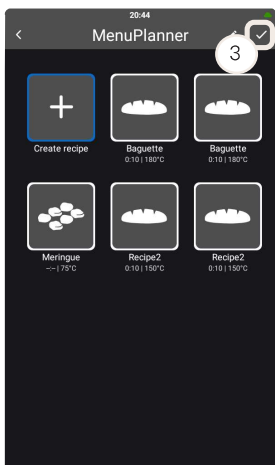 20:44
MenuPlanner
3
Create recipe
Baguette
0:10 | 180°C
Baguette
0:10 | 180°C
Meringue
--:-- | 75°C
Recipe2
0:10 | 150°C
Recipe2
0:10 | 150°C